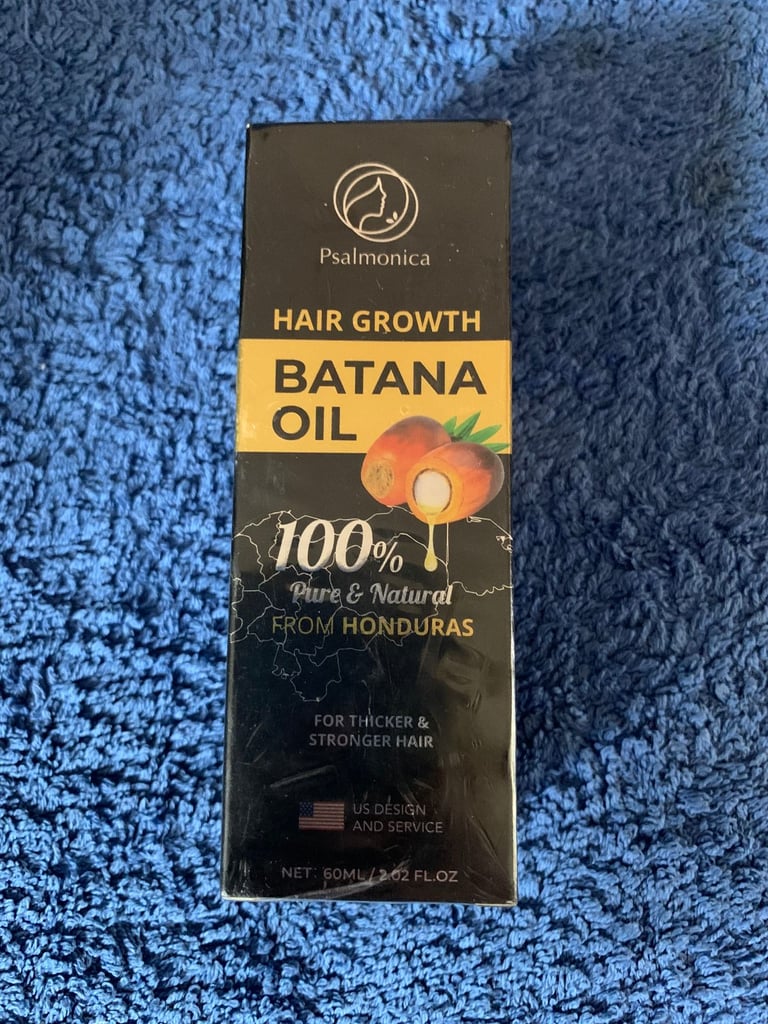 Psalmonica
HAIR GROWTH
BATANA
OIL
100%
Pure & Natural
FROM HONDURAS
FOR THICKER &
STRONGER HAIR
US DESIGN
AND SERVICE
NET: 60ML / 2.02 FL.OZ